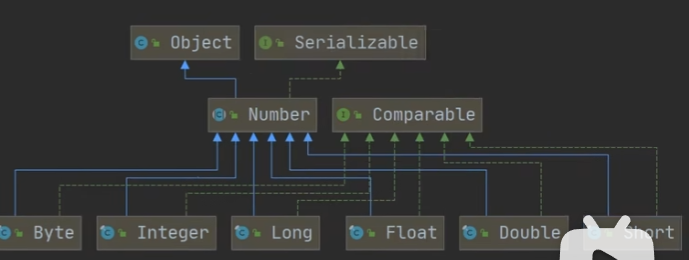 Object Serializable
Number Comparable
Byte Integer Long Float Double Short